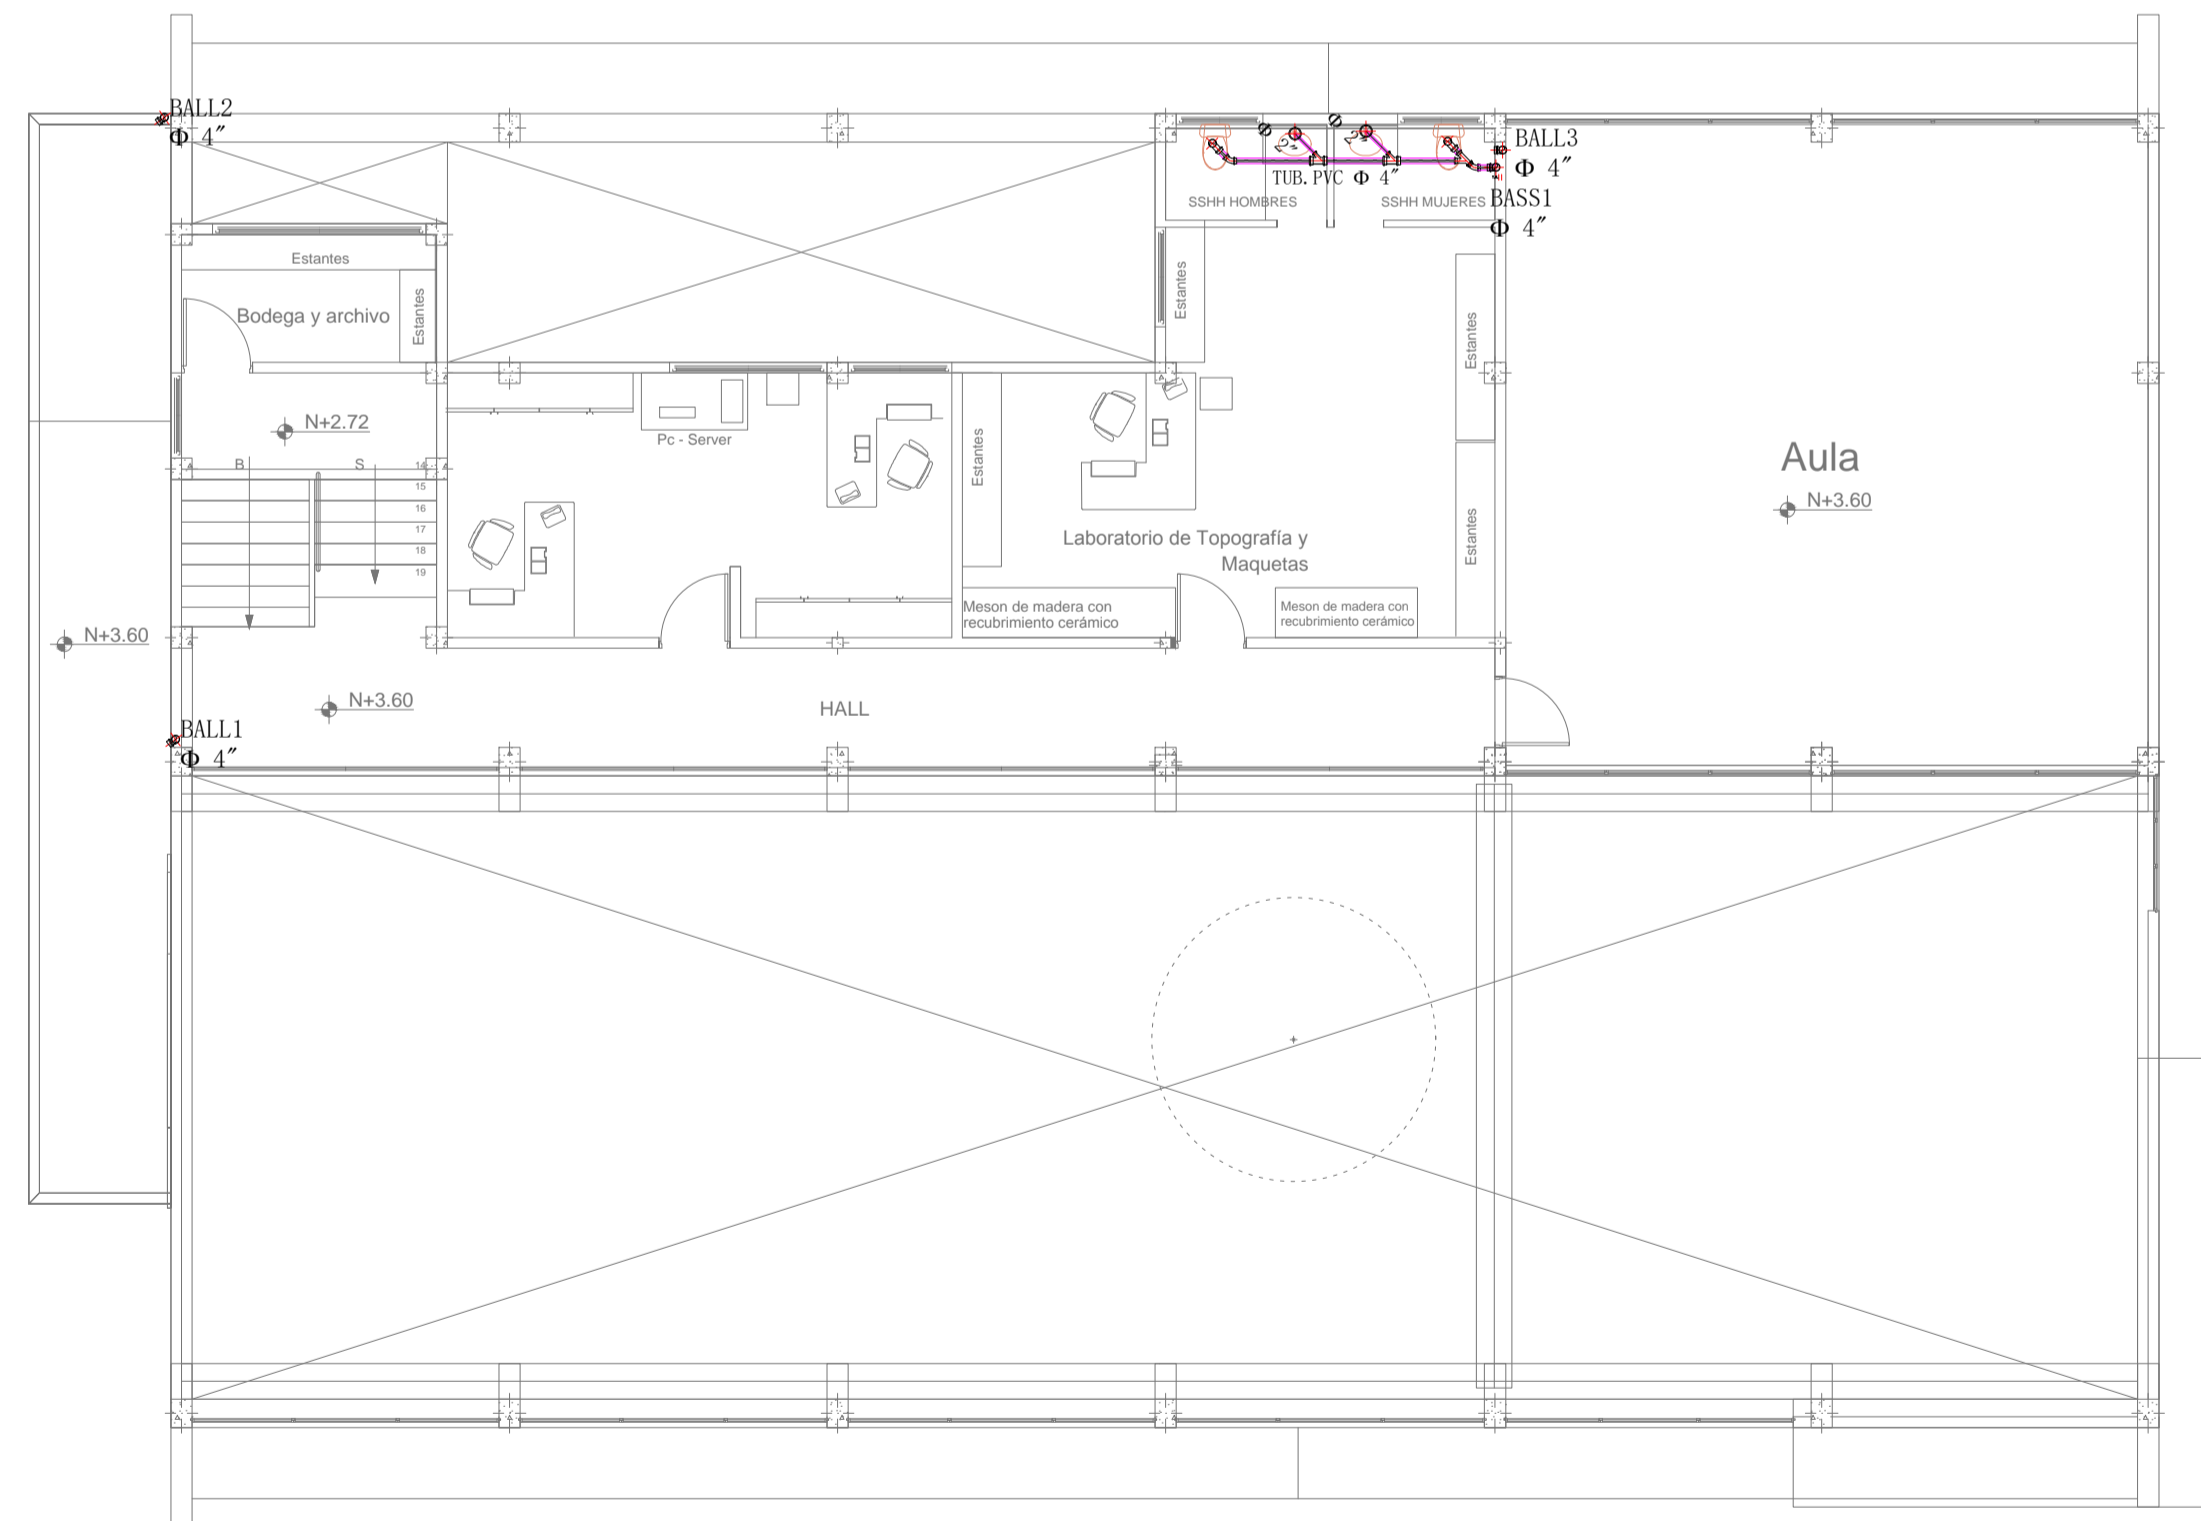 BALL2
Φ 4"
Φ
2"
Φ
2"
BALL3
Φ 4"
TUB.PVC Φ 4"
SSHH HOMBRES
SSHH MUJERES
BASS1
Φ 4"
Estantes
Estantes
Bodega y archivo
Estantes
Estantes
N+2.72
Pc - Server
Estantes
Aula
N+3.60
B
S
14
15
16
17
18
19
Laboratorio de Topografía y
Maquetas
Estantes
Meson de madera con
recubrimiento cerámico
Meson de madera con
recubrimiento cerámico
N+3.60
N+3.60
HALL
BALL1
Φ 4"